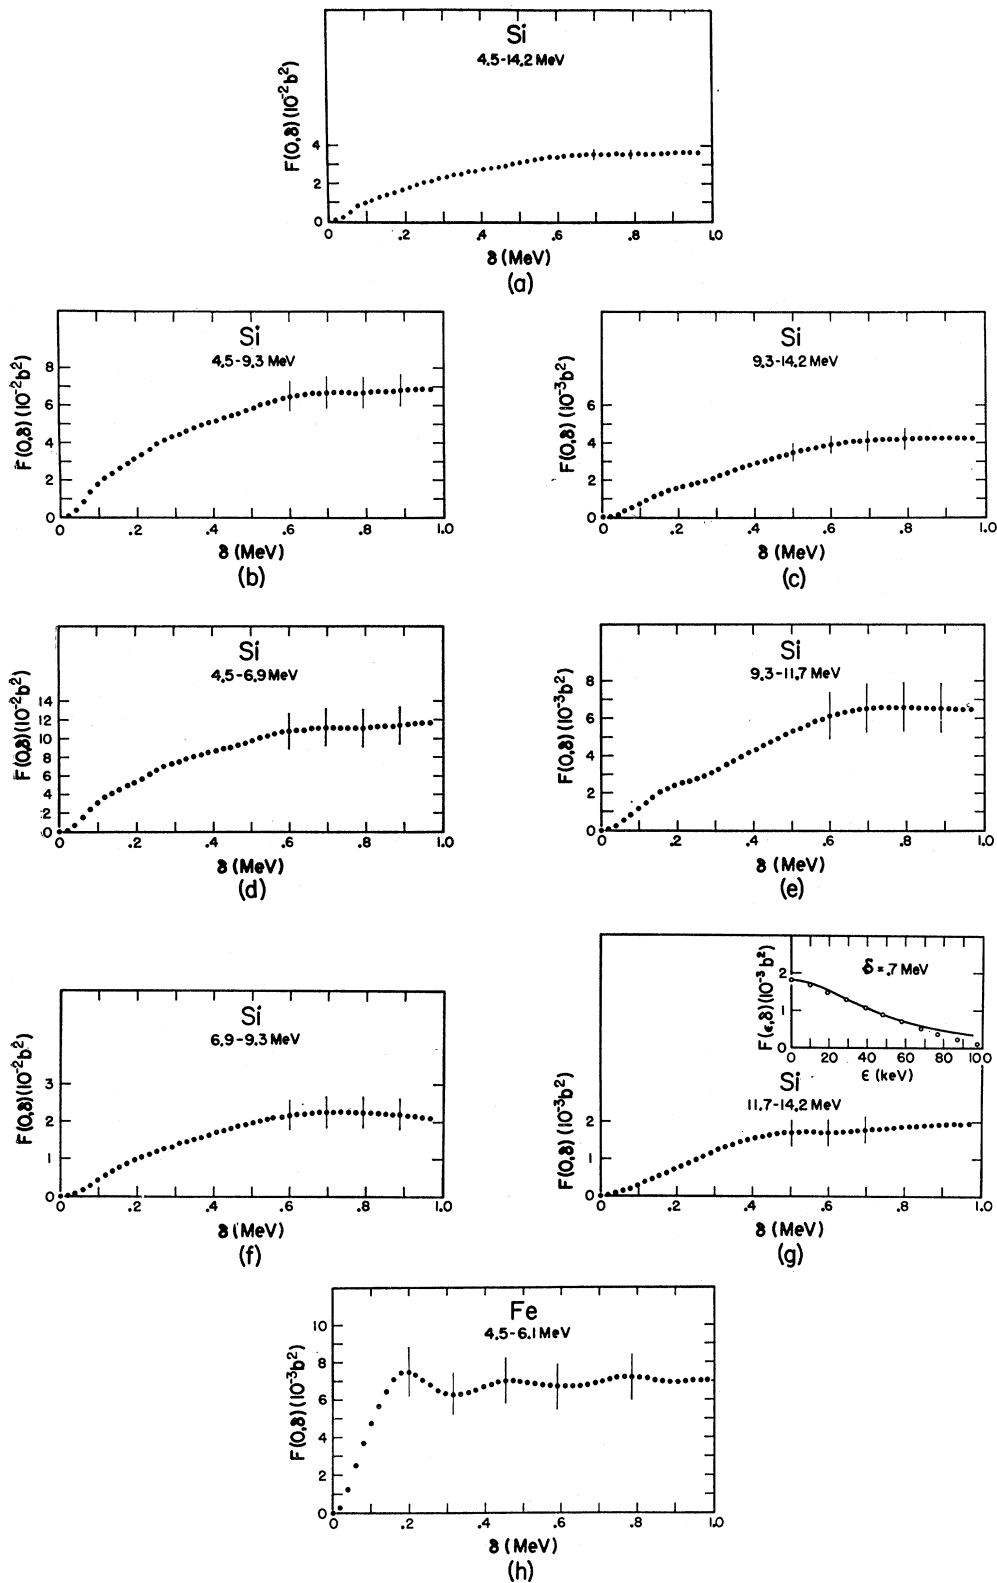 Si
4.5-14.2 MeV
F(0,δ) (10⁻²b²)
4
2
0
0 .2 .4 .6 .8 1.0
δ (MeV)
(a)
Si
4.5-9.3 MeV
F(0,δ) (10⁻²b²)
8
6
4
2
0
0 .2 .4 .6 .8 1.0
δ (MeV)
(b)
Si
9.3-14.2 MeV
F(0,δ) (10⁻³b²)
6
4
2
0
0 .2 .4 .6 .8 1.0
δ (MeV)
(c)
Si
4.5-6.9 MeV
F(0,δ) (10⁻²b²)
14
12
10
8
6
4
2
0
0 .2 .4 .6 .8 1.0
δ (MeV)
(d)
Si
9.3-11.7 MeV
F(0,δ) (10⁻³b²)
8
6
4
2
0
0 .2 .4 .6 .8 1.0
δ (MeV)
(e)
Si
6.9-9.3 MeV
F(0,δ) (10⁻²b²)
3
2
1
0
0 .2 .4 .6 .8 1.0
δ (MeV)
(f)
δ = .7 MeV
F(ϵ,δ) (10⁻³b²)
2
1
0
0 20 40 60 80 100
ϵ (keV)
Si
11.7-14.2 MeV
F(0,δ) (10⁻³b²)
2
1
0
0 .2 .4 .6 .8 1.0
δ (MeV)
(g)
Fe
4.5-6.1 MeV
F(0,δ) (10⁻³b²)
10
8
6
4
2
0
0 .2 .4 .6 .8 1.0
δ (MeV)
(h)